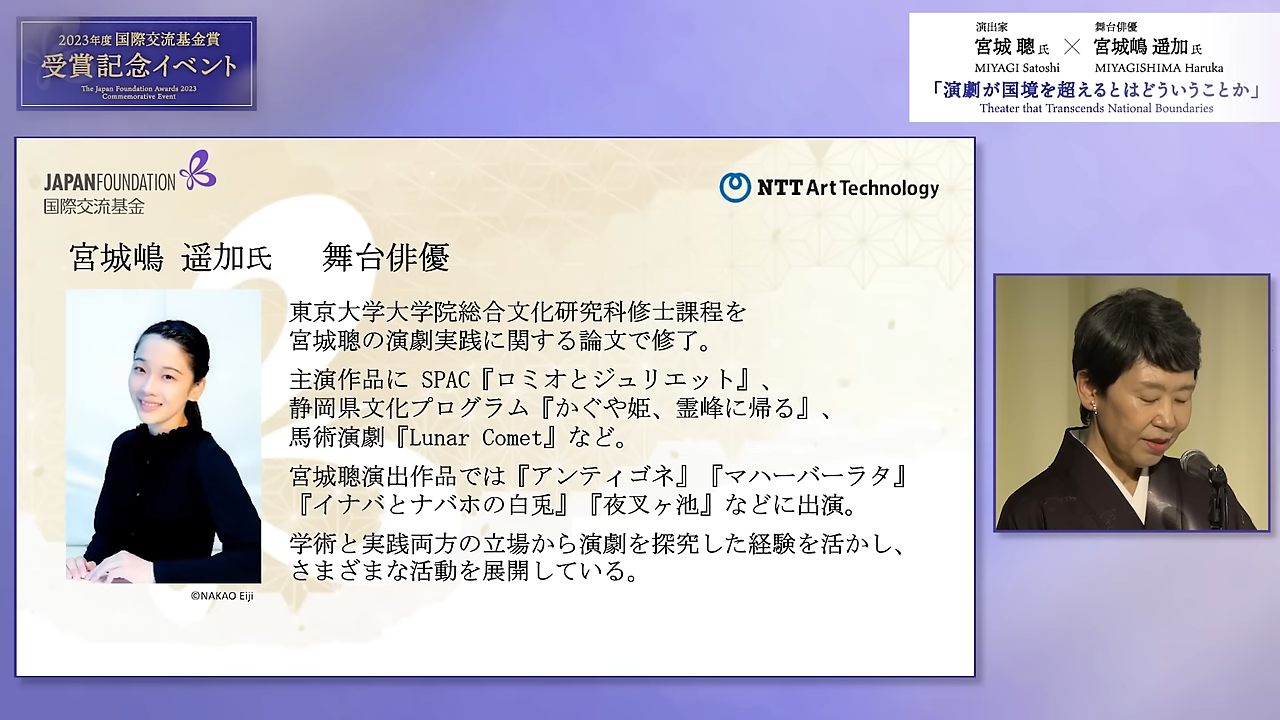 2023年度 国際交流基金賞
受賞記念イベント
The Japan Foundation Awards 2023
Commemorative Event
演出家
宮城 聰 氏
MIYAGI Satoshi
×
舞台俳優
宮城嶋 遥加 氏
MIYAGISHIMA Haruka
「演劇が国境を超えるとはどういうことか」
Theater that Transcends National Boundaries
JAPANFOUNDATION
国際交流基金
NTT Art Technology
宮城嶋 遥加氏 舞台俳優
東京大学大学院総合文化研究科修士課程を
宮城聰の演劇実践に関する論文で修了。
主演作品に SPAC『ロミオとジュリエット』、
静岡県文化プログラム『かぐや姫、霊峰に帰る』、
馬術演劇『Lunar Comet』など。
宮城聰演出作品では『アンティゴネ』『マハーバーラタ』
『イナバとナバホの白兎』『夜叉ヶ池』などに出演。
学術と実践両方の立場から演劇を探究した経験を活かし、
さまざまな活動を展開している。
©NAKAO Eiji